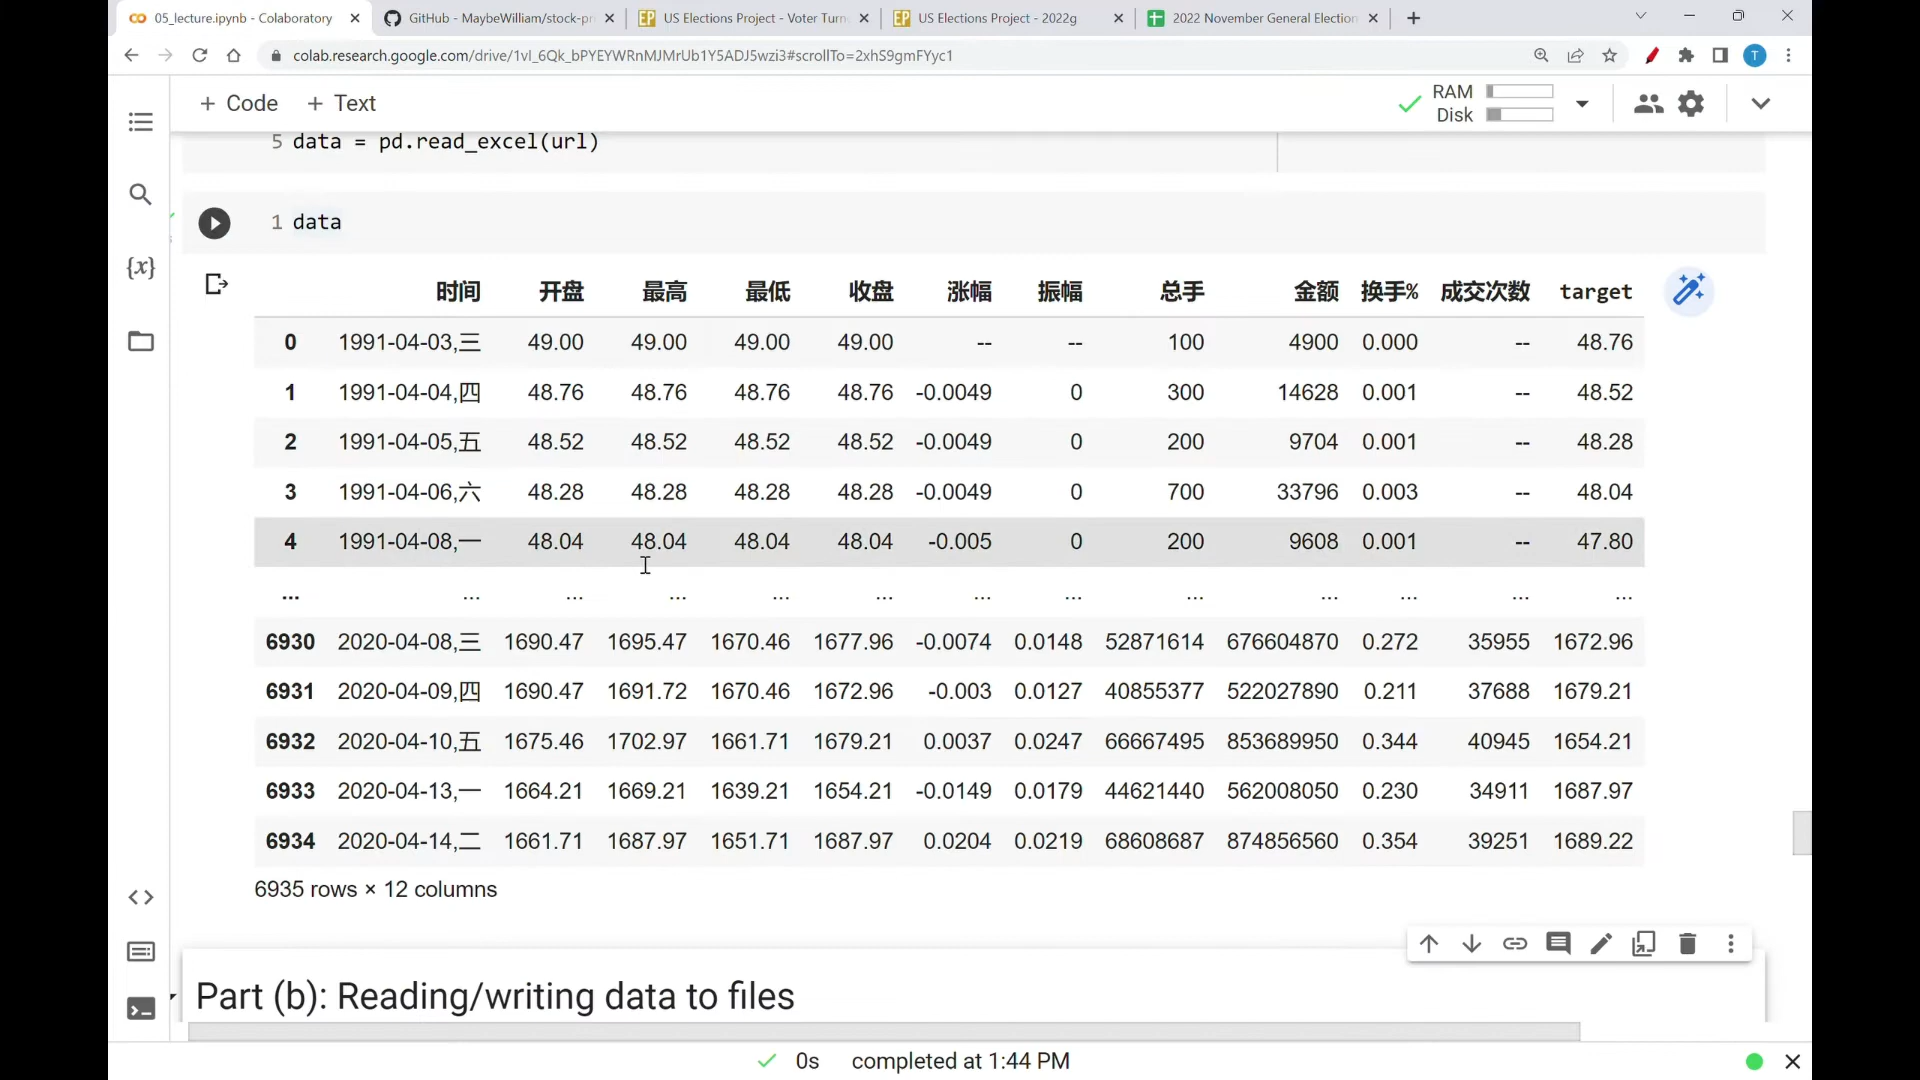 05_lecture.ipynb - Colaboratory
GitHub - MaybeWilliam/stock-pr
US Elections Project - Voter Turn
US Elections Project - 2022g
2022 November General Election
colab.research.google.com/drive/1vl_6Qk_bPYEYWRnMJMrUb1Y5ADJ5wzi3#scrollTo=2xhS9gmFYyc1
T
+ Code + Text
RAM
Disk
5 data = pd.read_excel(url)
1 data
时间 开盘 最高 最低 收盘 涨幅 振幅 总手 金额 换手% 成交次数 target
0 1991-04-03,三 49.00 49.00 49.00 49.00 -- -- 100 4900 0.000 -- 48.76
1 1991-04-04,四 48.76 48.76 48.76 48.76 -0.0049 0 300 14628 0.001 -- 48.52
2 1991-04-05,五 48.52 48.52 48.52 48.52 -0.0049 0 200 9704 0.001 -- 48.28
3 1991-04-06,六 48.28 48.28 48.28 48.28 -0.0049 0 700 33796 0.003 -- 48.04
4 1991-04-08,一 48.04 48.04 48.04 48.04 -0.005 0 200 9608 0.001 -- 47.80
... ... ... ... ... ... ... ... ... ... ... ... ...
6930 2020-04-08,三 1690.47 1695.47 1670.46 1677.96 -0.0074 0.0148 52871614 676604870 0.272 35955 1672.96
6931 2020-04-09,四 1690.47 1691.72 1670.46 1672.96 -0.003 0.0127 40855377 522027890 0.211 37688 1679.21
6932 2020-04-10,五 1675.46 1702.97 1661.71 1679.21 0.0037 0.0247 66667495 853689950 0.344 40945 1654.21
6933 2020-04-13,一 1664.21 1669.21 1639.21 1654.21 -0.0149 0.0179 44621440 562008050 0.230 34911 1687.97
6934 2020-04-14,二 1661.71 1687.97 1651.71 1687.97 0.0204 0.0219 68608687 874856560 0.354 39251 1689.22
6935 rows × 12 columns
Part (b): Reading/writing data to files
0s completed at 1:44 PM